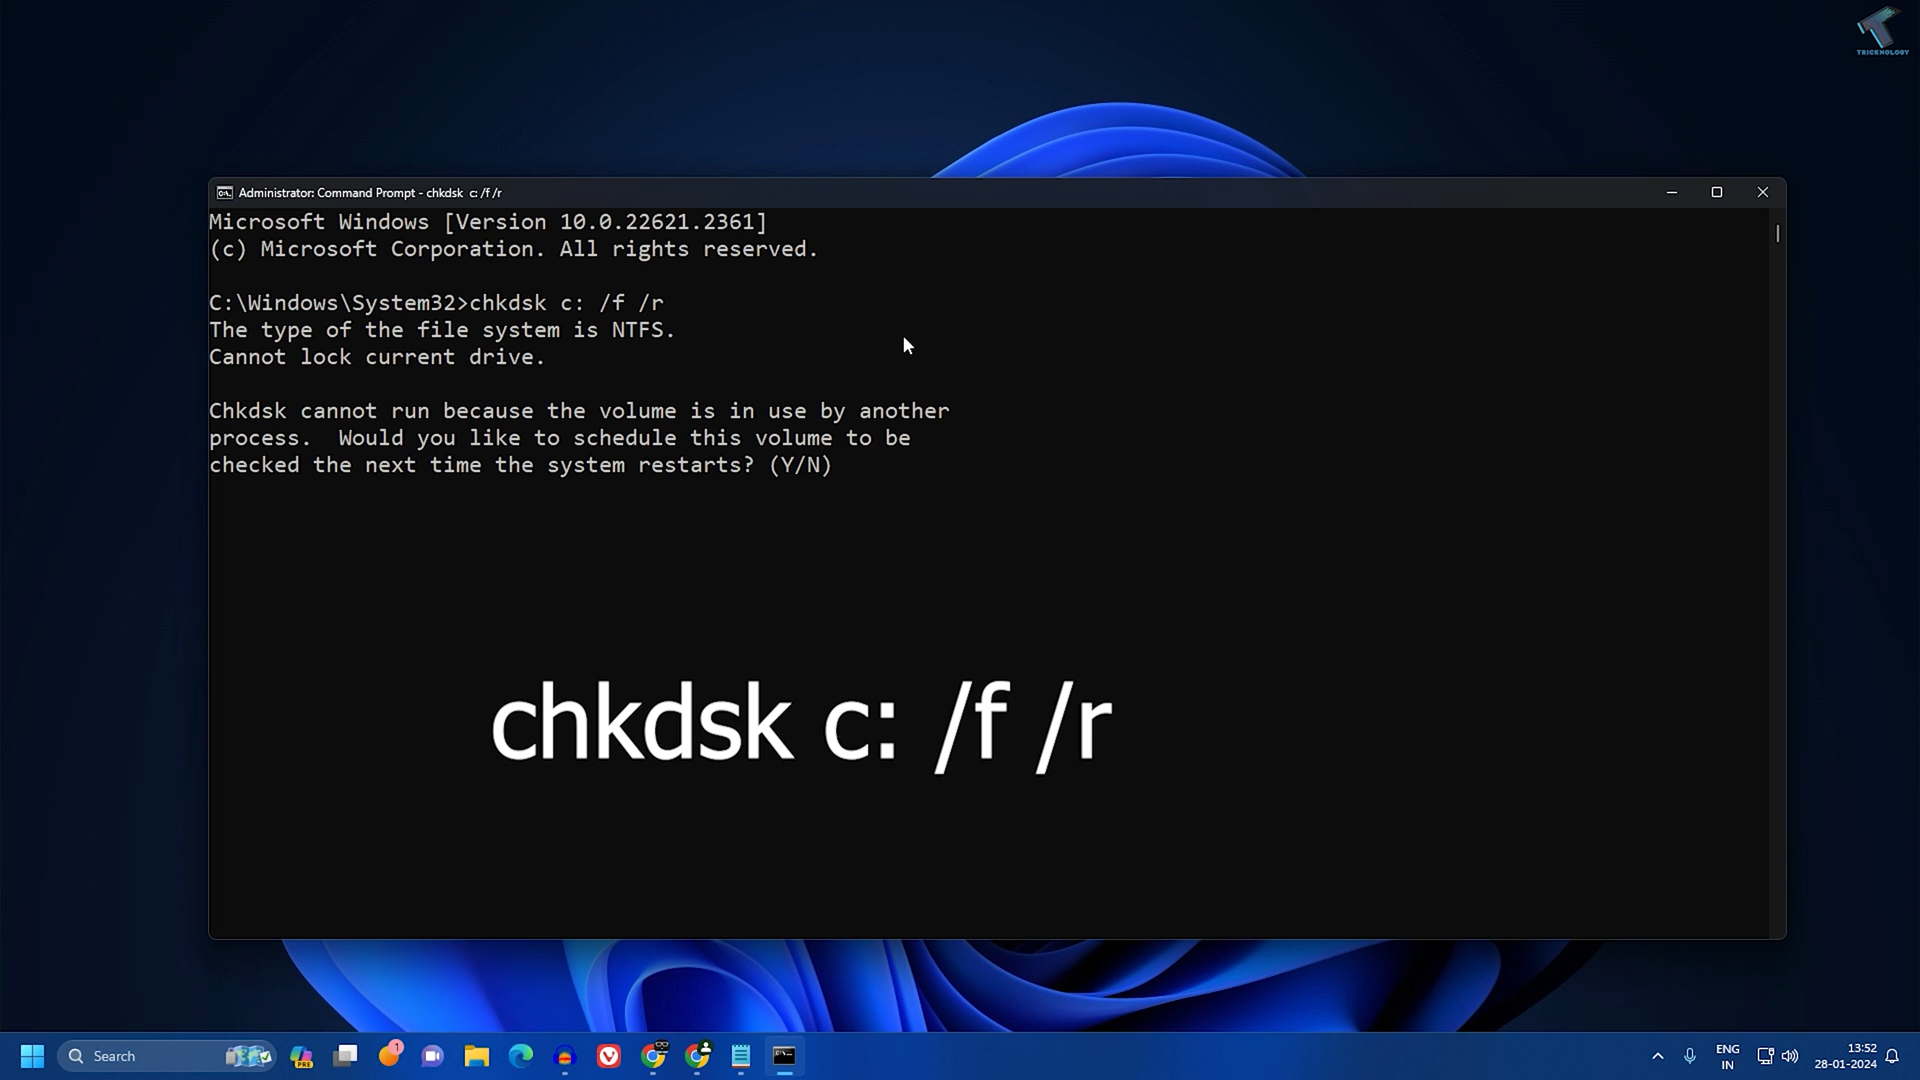 TRICKNOLOGY
Administrator: Command Prompt - chkdsk  c: /f /r
Microsoft Windows [Version 10.0.22621.2361]
(c) Microsoft Corporation. All rights reserved.
C:\Windows\System32>chkdsk c: /f /r
The type of the file system is NTFS.
Cannot lock current drive.
Chkdsk cannot run because the volume is in use by another
process.  Would you like to schedule this volume to be
checked the next time the system restarts? (Y/N)
chkdsk c: /f /r
Search
PRE
1
ENG
IN
13:52
28-01-2024